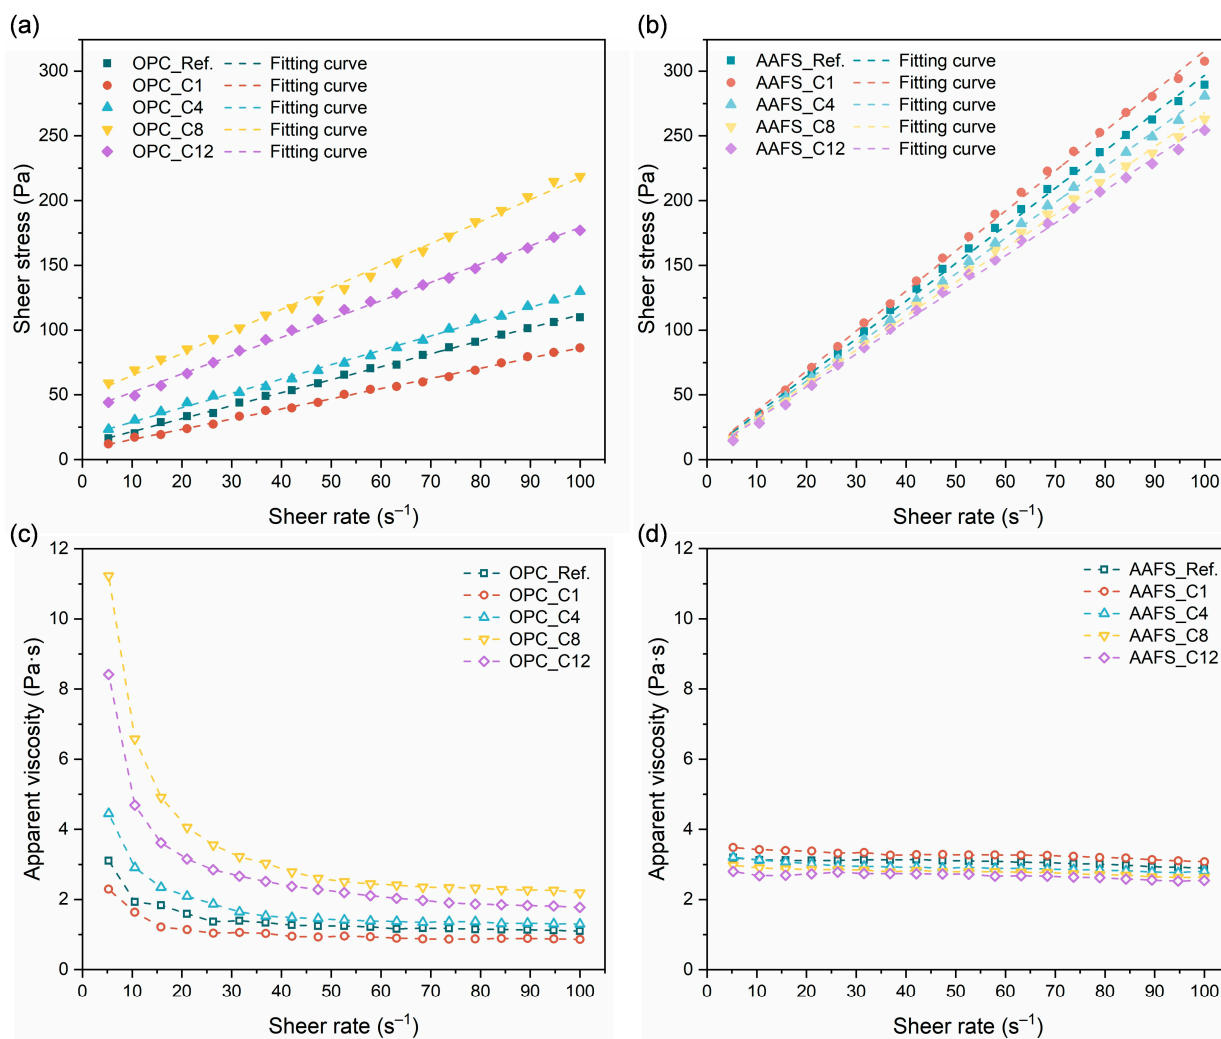 (a)
OPC_Ref. Fitting curve
OPC_C1 Fitting curve
OPC_C4 Fitting curve
OPC_C8 Fitting curve
OPC_C12 Fitting curve
300
250
200
150
100
50
0
Sheer stress (Pa)
0 10 20 30 40 50 60 70 80 90 100
Sheer rate (s⁻¹)
(b)
AAFS_Ref. Fitting curve
AAFS_C1 Fitting curve
AAFS_C4 Fitting curve
AAFS_C8 Fitting curve
AAFS_C12 Fitting curve
300
250
200
150
100
50
0
Sheer stress (Pa)
0 10 20 30 40 50 60 70 80 90 100
Sheer rate (s⁻¹)
(c)
OPC_Ref.
OPC_C1
OPC_C4
OPC_C8
OPC_C12
12
10
8
6
4
2
0
Apparent viscosity (Pa·s)
0 10 20 30 40 50 60 70 80 90 100
Sheer rate (s⁻¹)
(d)
AAFS_Ref.
AAFS_C1
AAFS_C4
AAFS_C8
AAFS_C12
12
10
8
6
4
2
0
Apparent viscosity (Pa·s)
0 10 20 30 40 50 60 70 80 90 100
Sheer rate (s⁻¹)